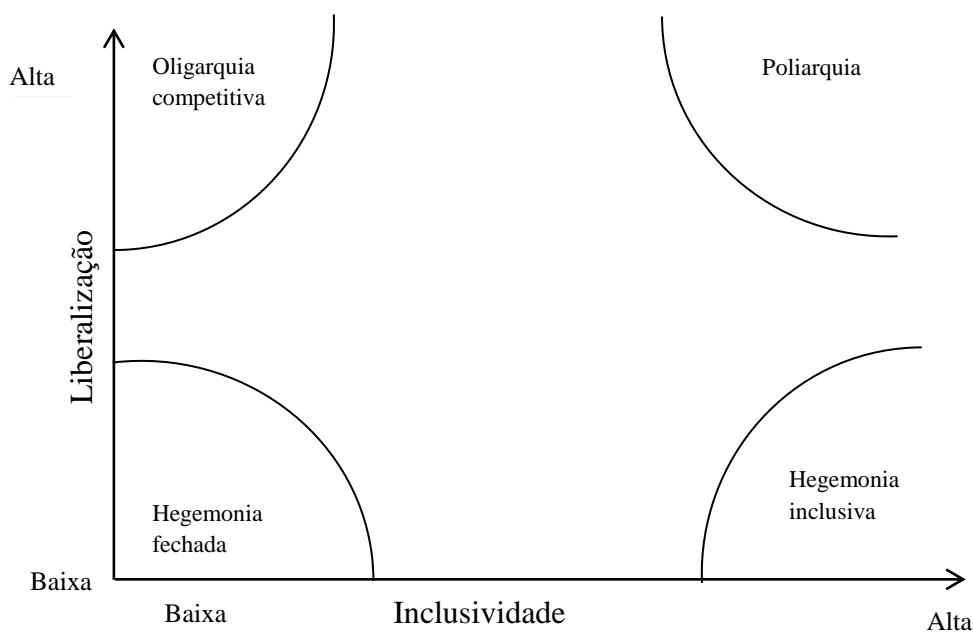 Alta
Oligarquia
competitiva
Poliarquia
Liberalização
Hegemonia
fechada
Hegemonia
inclusiva
Baixa
Baixa
Inclusividade
Alta